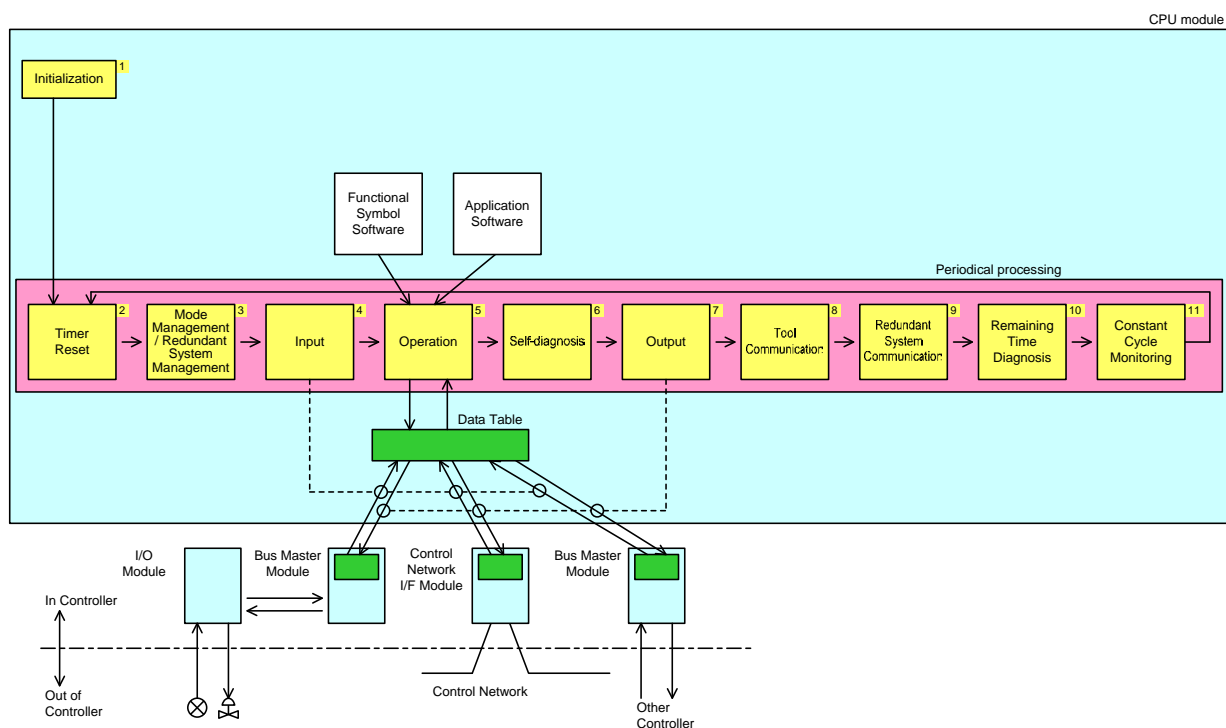 CPU module
1
Initialization
Functional
Symbol
Software
Application
Software
Periodical processing
2
Timer
Reset
3
Mode
Management
/ Redundant
System
Management
4
Input
5
Operation
6
Self-diagnosis
7
Output
8
Tool
Communication
9
Redundant
System
Communication
10
Remaining
Time
Diagnosis
11
Constant
Cycle
Monitoring
Data Table
I/O
Module
Bus Master
Module
Control
Network
I/F Module
Bus Master
Module
In Controller
Out of
Controller
Control Network
Other
Controller